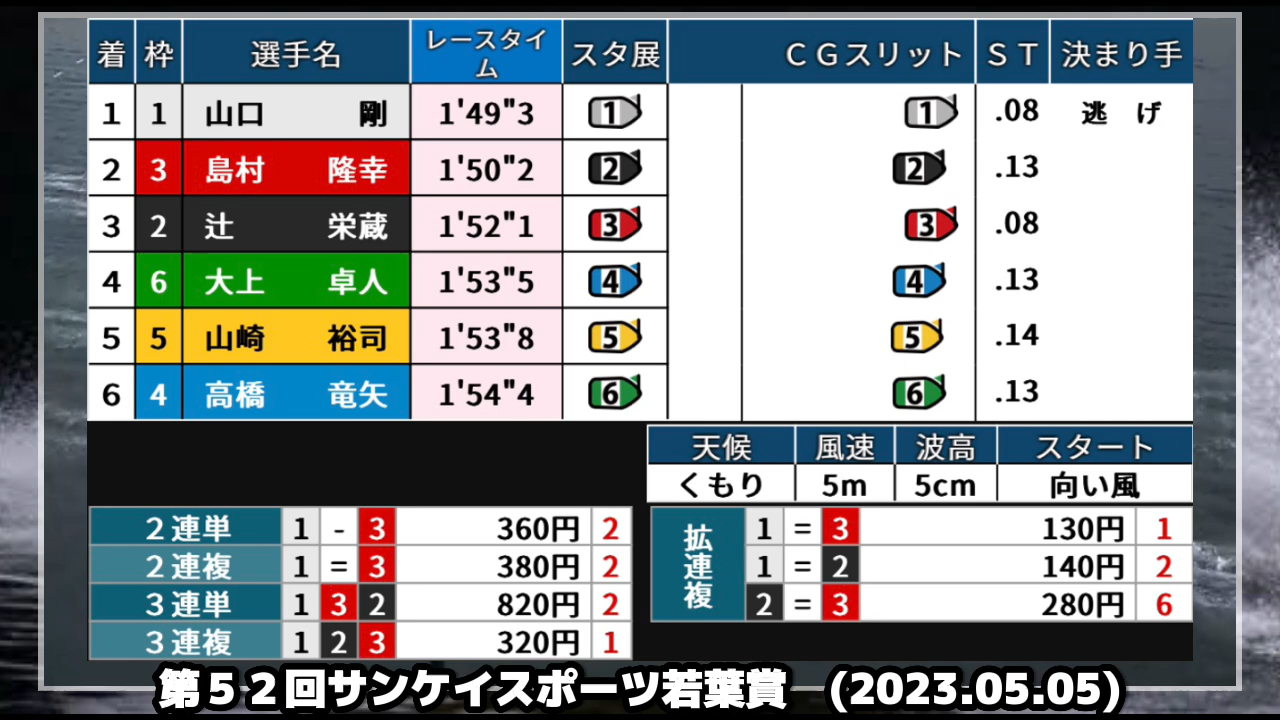 着 枠 選手名 レースタイム スタ展 ＣＧスリット ＳＴ 決まり手
1 1 山口 剛 1'49"3 1 1 .08 逃 げ
2 3 島村 隆幸 1'50"2 2 2 .13
3 2 辻 栄蔵 1'52"1 3 3 .08
4 6 大上 卓人 1'53"5 4 4 .13
5 5 山崎 裕司 1'53"8 5 5 .14
6 4 高橋 竜矢 1'54"4 6 6 .13
天候 風速 波高 スタート
くもり 5m 5cm 向い風
２連単 1 - 3 360円 2
２連複 1 = 3 380円 2
３連単 1 3 2 820円 2
３連複 1 2 3 320円 1
拡連複 1 = 3 130円 1
1 = 2 140円 2
2 = 3 280円 6
第５２回サンケイスポーツ若葉賞 (2023.05.05)